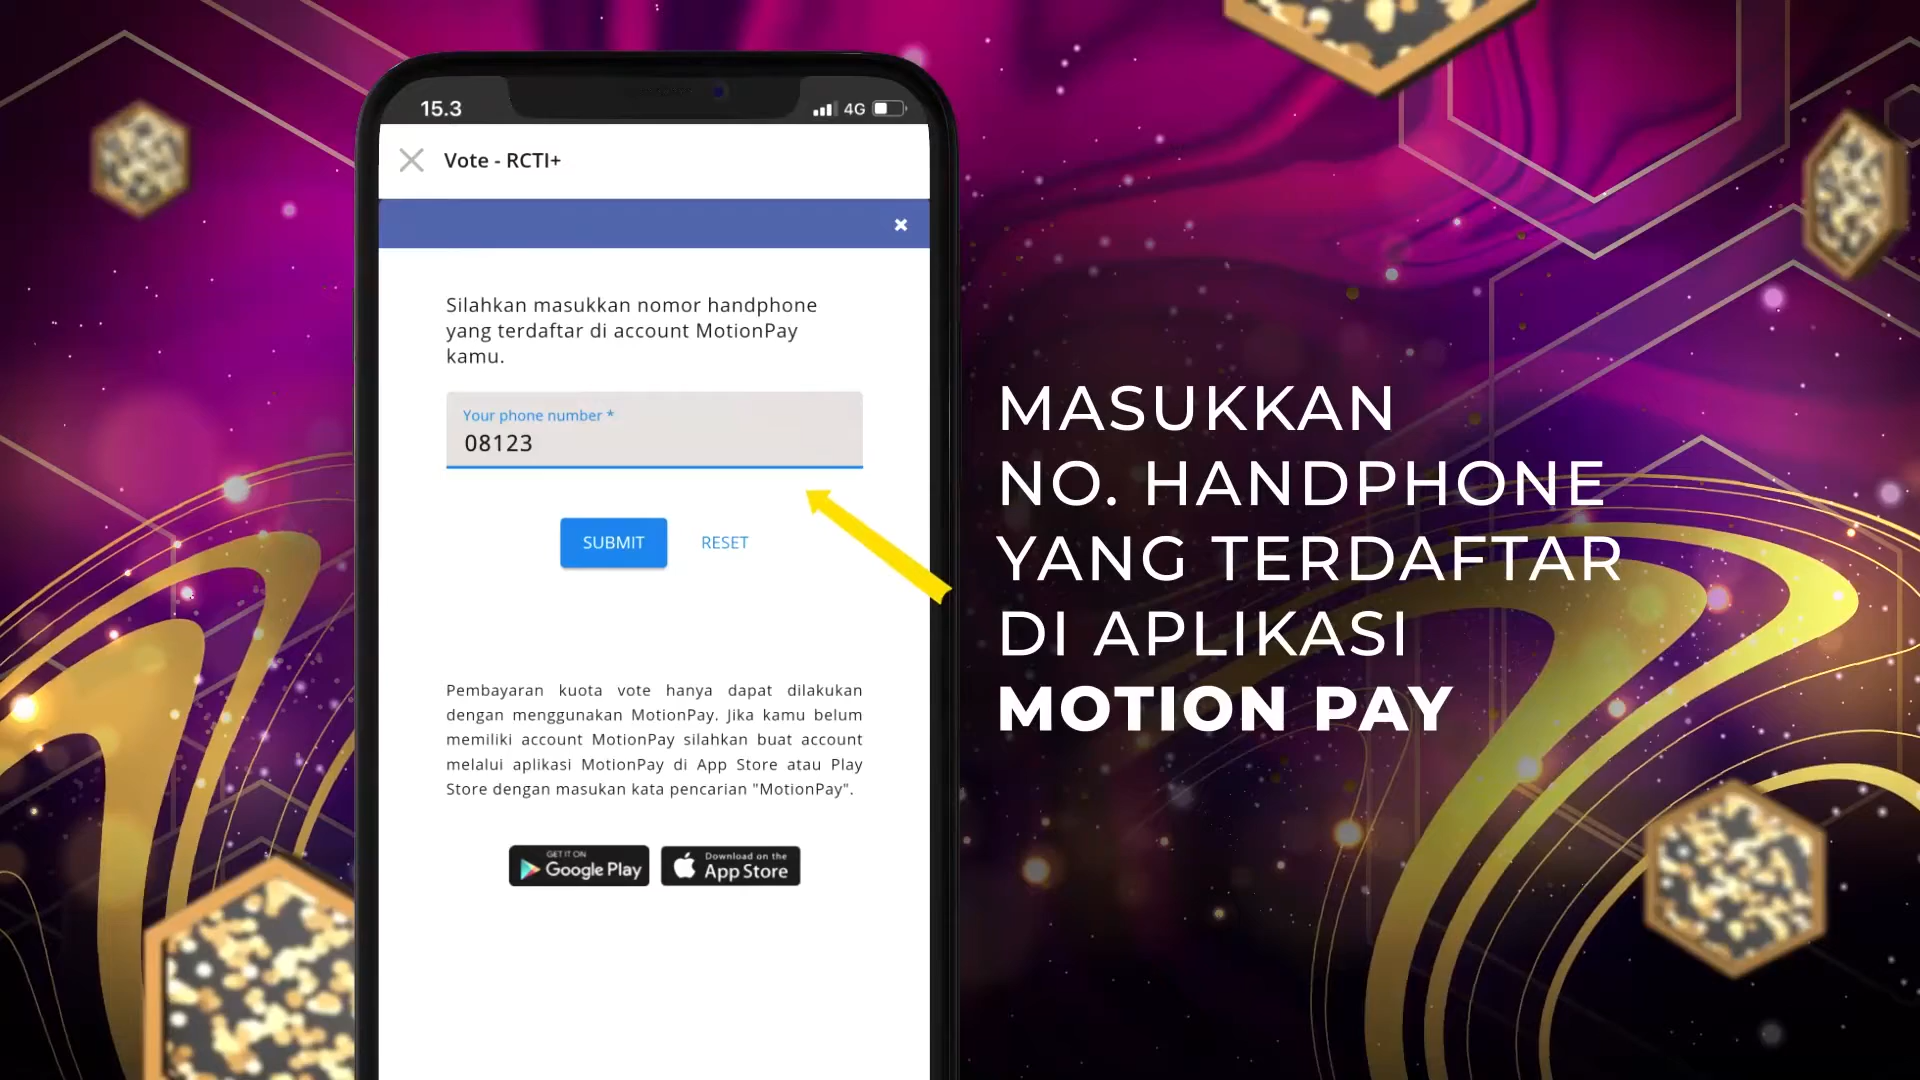 15.3
4G
Vote - RCTI+
Silahkan masukkan nomor handphone
yang terdaftar di account MotionPay
kamu.
Your phone number *
08123
SUBMIT
RESET
Pembayaran kuota vote hanya dapat dilakukan
dengan menggunakan MotionPay. Jika kamu belum
memiliki account MotionPay silahkan buat account
melalui aplikasi MotionPay di App Store atau Play
Store dengan masukan kata pencarian "MotionPay".
GET IT ON
Google Play
Download on the
App Store
MASUKKAN
NO. HANDPHONE
YANG TERDAFTAR
DI APLIKASI
MOTION PAY